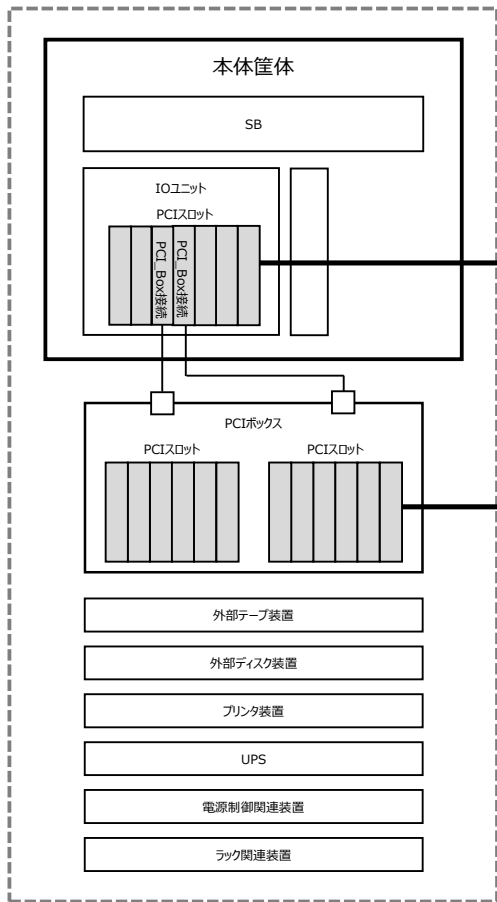 本体筐体
SB
IOユニット
PCIスロット
PCI_Box接続
PCI_Box接続
PCIボックス
PCIスロット
PCIスロット
外部テープ装置
外部ディスク装置
プリンタ装置
UPS
電源制御関連装置
ラック関連装置